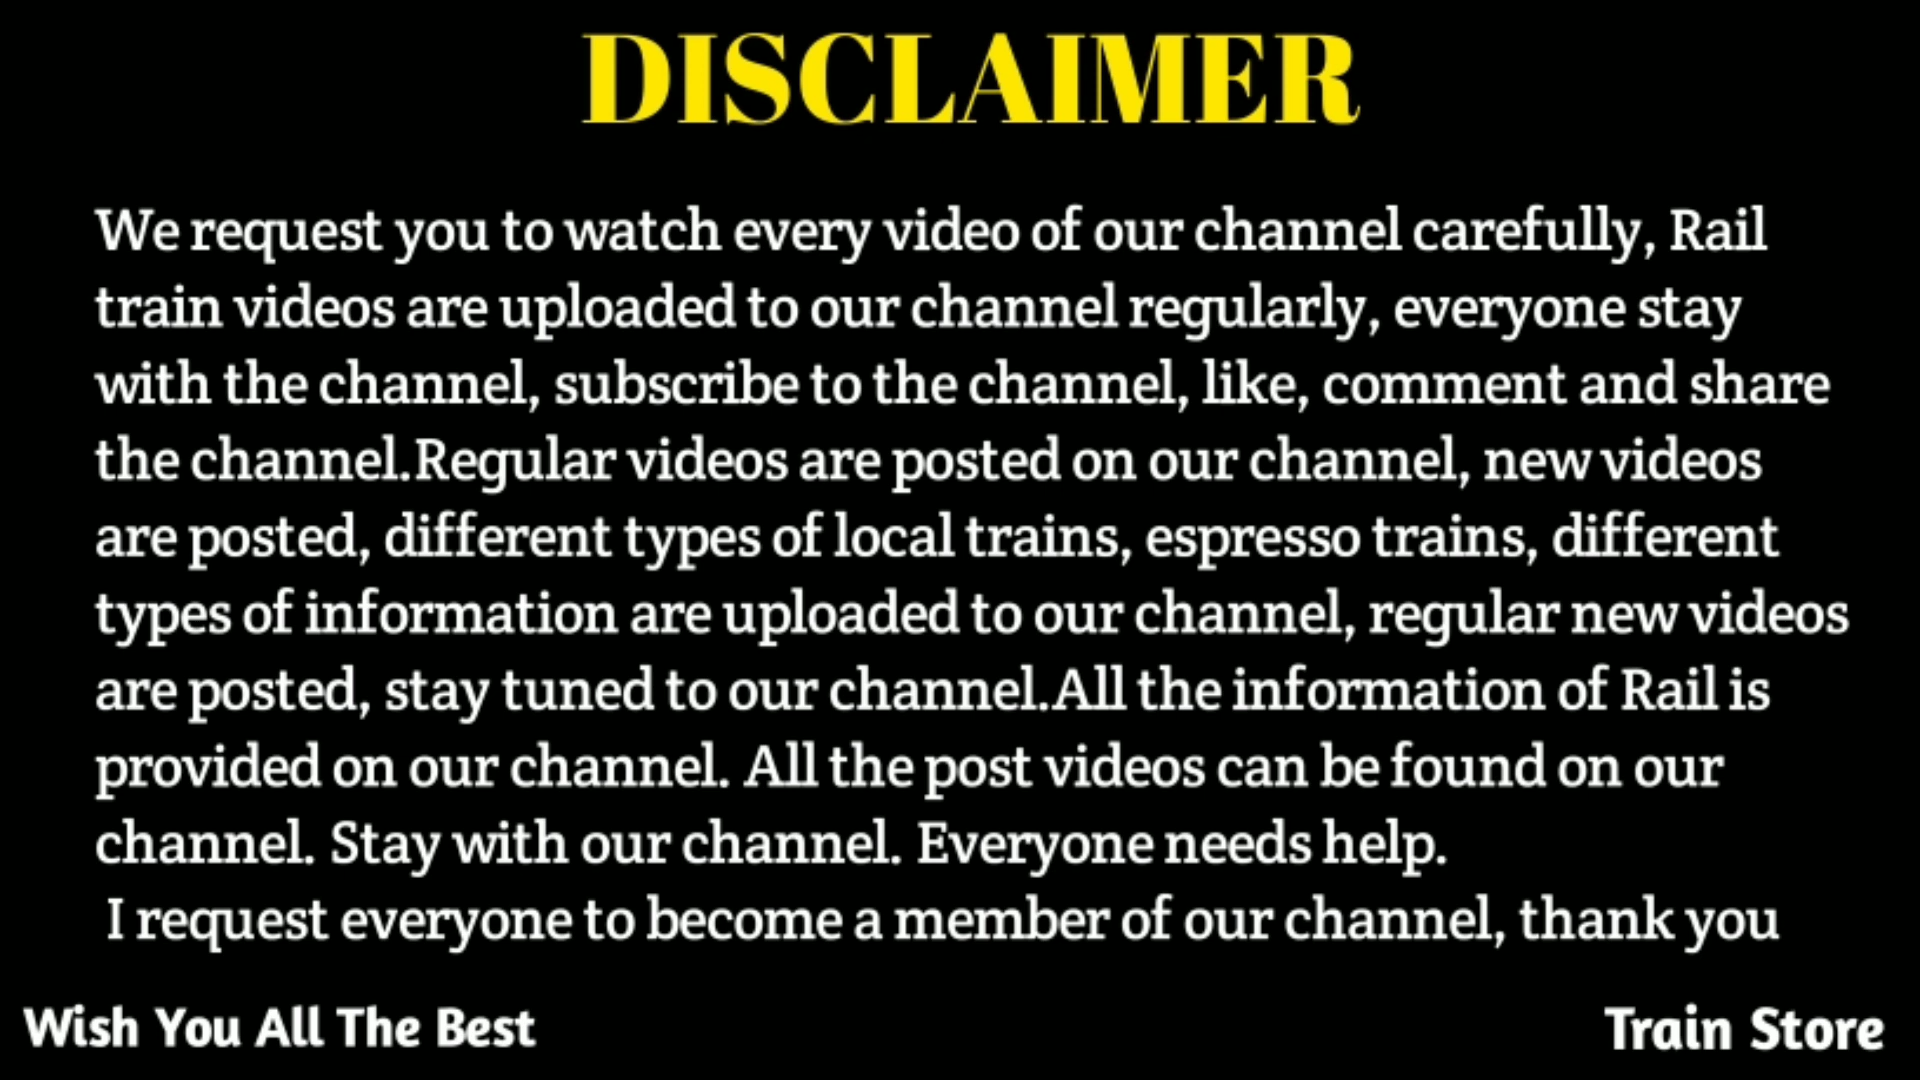 DISCLAIMER
We request you to watch every video of our channel carefully, Rail
train videos are uploaded to our channel regularly, everyone stay
with the channel, subscribe to the channel, like, comment and share
the channel.Regular videos are posted on our channel, new videos
are posted, different types of local trains, espresso trains, different
types of information are uploaded to our channel, regular new videos
are posted, stay tuned to our channel.All the information of Rail is
provided on our channel. All the post videos can be found on our
channel. Stay with our channel. Everyone needs help.
I request everyone to become a member of our channel, thank you
Wish You All The Best
Train Store